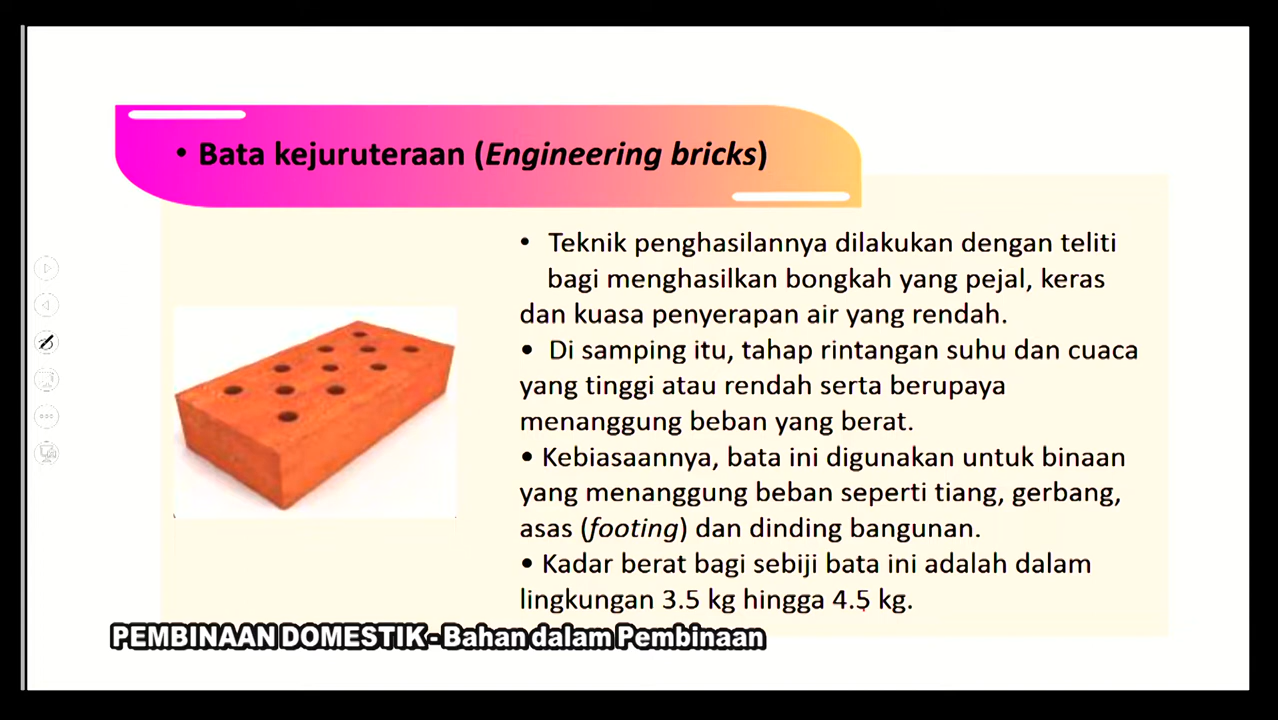 • Bata kejuruteraan (Engineering bricks)
• Teknik penghasilannya dilakukan dengan teliti
bagi menghasilkan bongkah yang pejal, keras
dan kuasa penyerapan air yang rendah.
• Di samping itu, tahap rintangan suhu dan cuaca
yang tinggi atau rendah serta berupaya
menanggung beban yang berat.
• Kebiasaannya, bata ini digunakan untuk binaan
yang menanggung beban seperti tiang, gerbang,
asas (footing) dan dinding bangunan.
• Kadar berat bagi sebiji bata ini adalah dalam
lingkungan 3.5 kg hingga 4.5 kg.
PEMBINAAN DOMESTIK - Bahan dalam Pembinaan